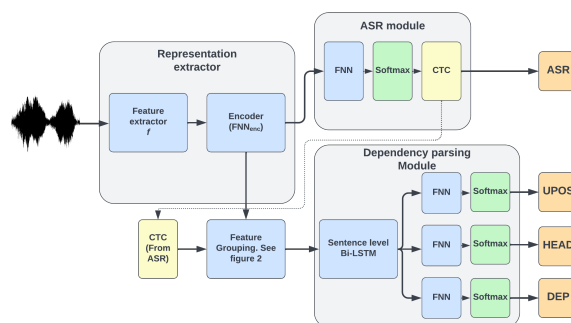 ASR module
Representation
extractor
FNN
Softmax
CTC
ASR
Feature
extractor
f
Encoder
(FNNenc)
Dependency parsing
Module
CTC
(From
ASR)
Feature
Grouping. See
figure 2
Sentence level
Bi-LSTM
FNN
Softmax
UPOS
FNN
Softmax
HEAD
FNN
Softmax
DEP